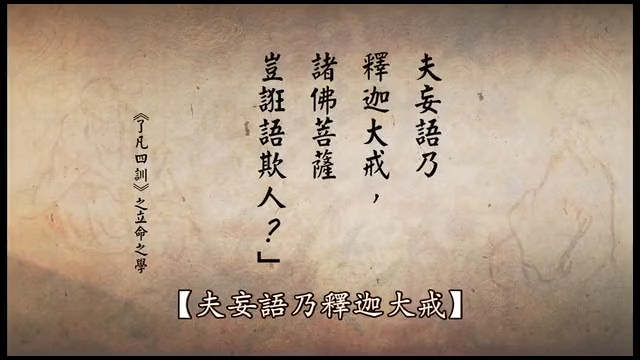 夫妄語乃
釋迦大戒，
諸佛菩薩
豈誑語欺人？」
《了凡四訓》之立命之學
【夫妄語乃釋迦大戒】